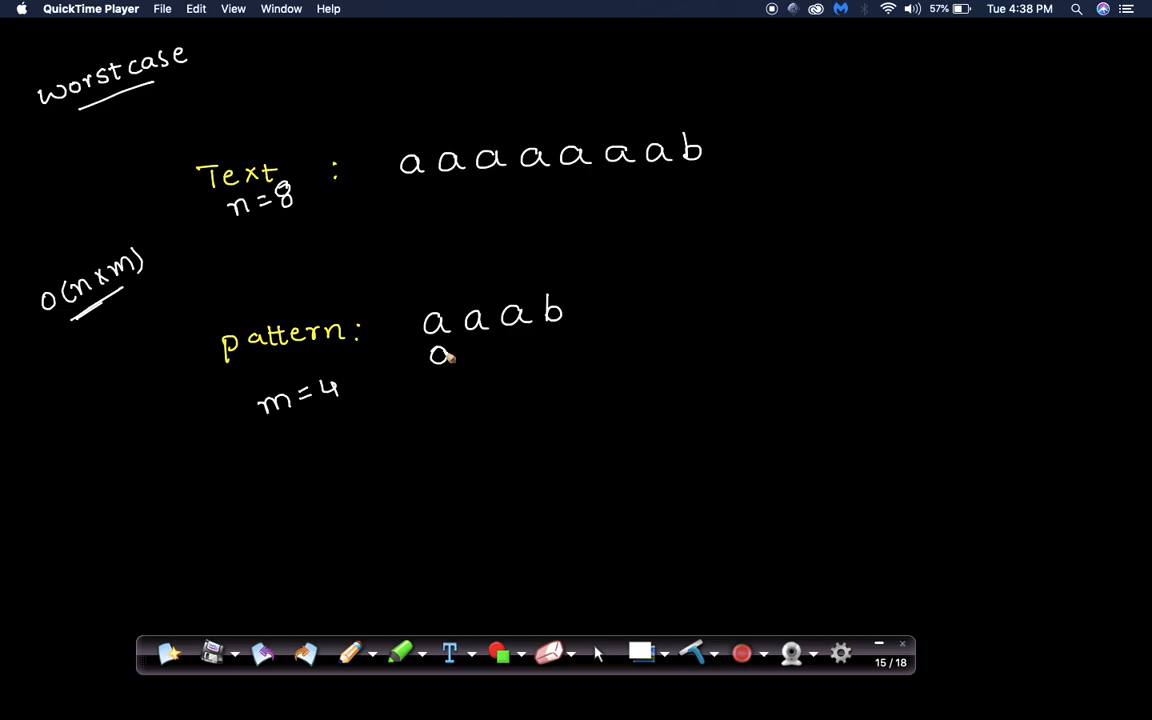 QuickTime Player File Edit View Window Help 57% Tue 4:38 PM
worstcase
Text : a a a a a a a b
n = 8
O(n x m)
pattern: a a a b
a
m = 4
T
15 / 18